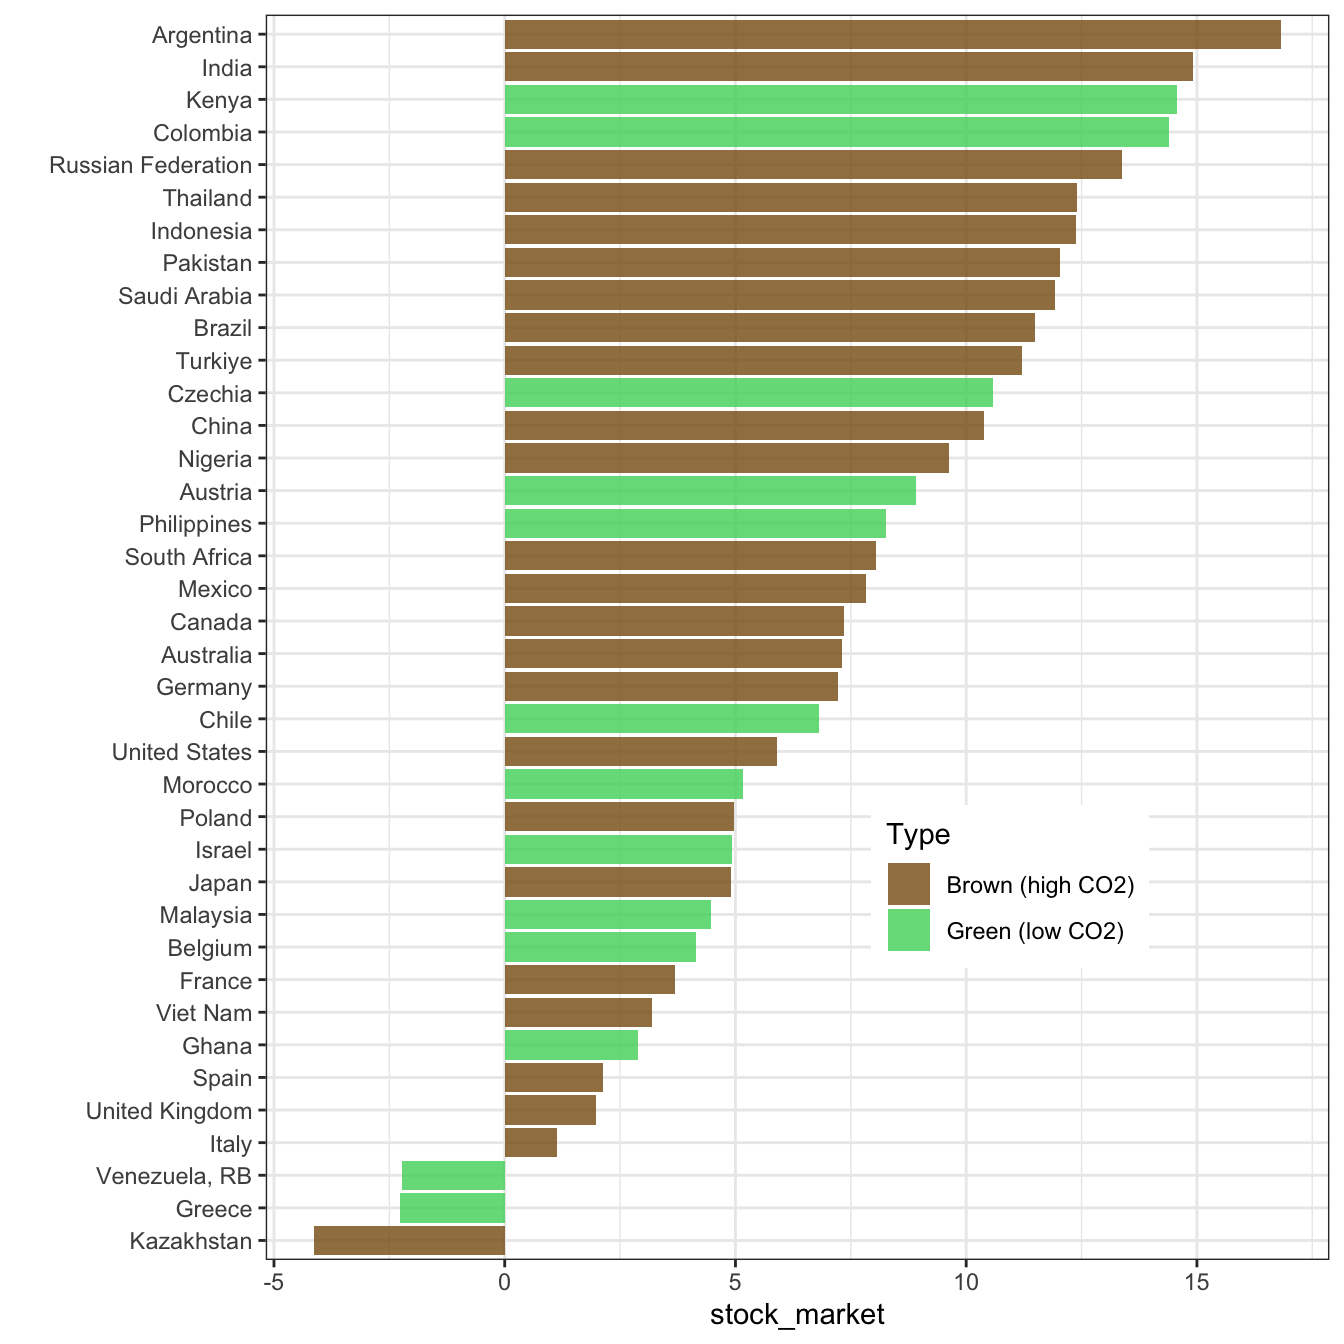 Argentina
India
Kenya
Colombia
Russian Federation
Thailand
Indonesia
Pakistan
Saudi Arabia
Brazil
Turkiye
Czechia
China
Nigeria
Austria
Philippines
South Africa
Mexico
Canada
Australia
Germany
Chile
United States
Morocco
Poland
Israel
Japan
Malaysia
Belgium
France
Viet Nam
Ghana
Spain
United Kingdom
Italy
Venezuela, RB
Greece
Kazakhstan
Type
Brown (high CO2)
Green (low CO2)
-5 0 5 10 15
stock_market